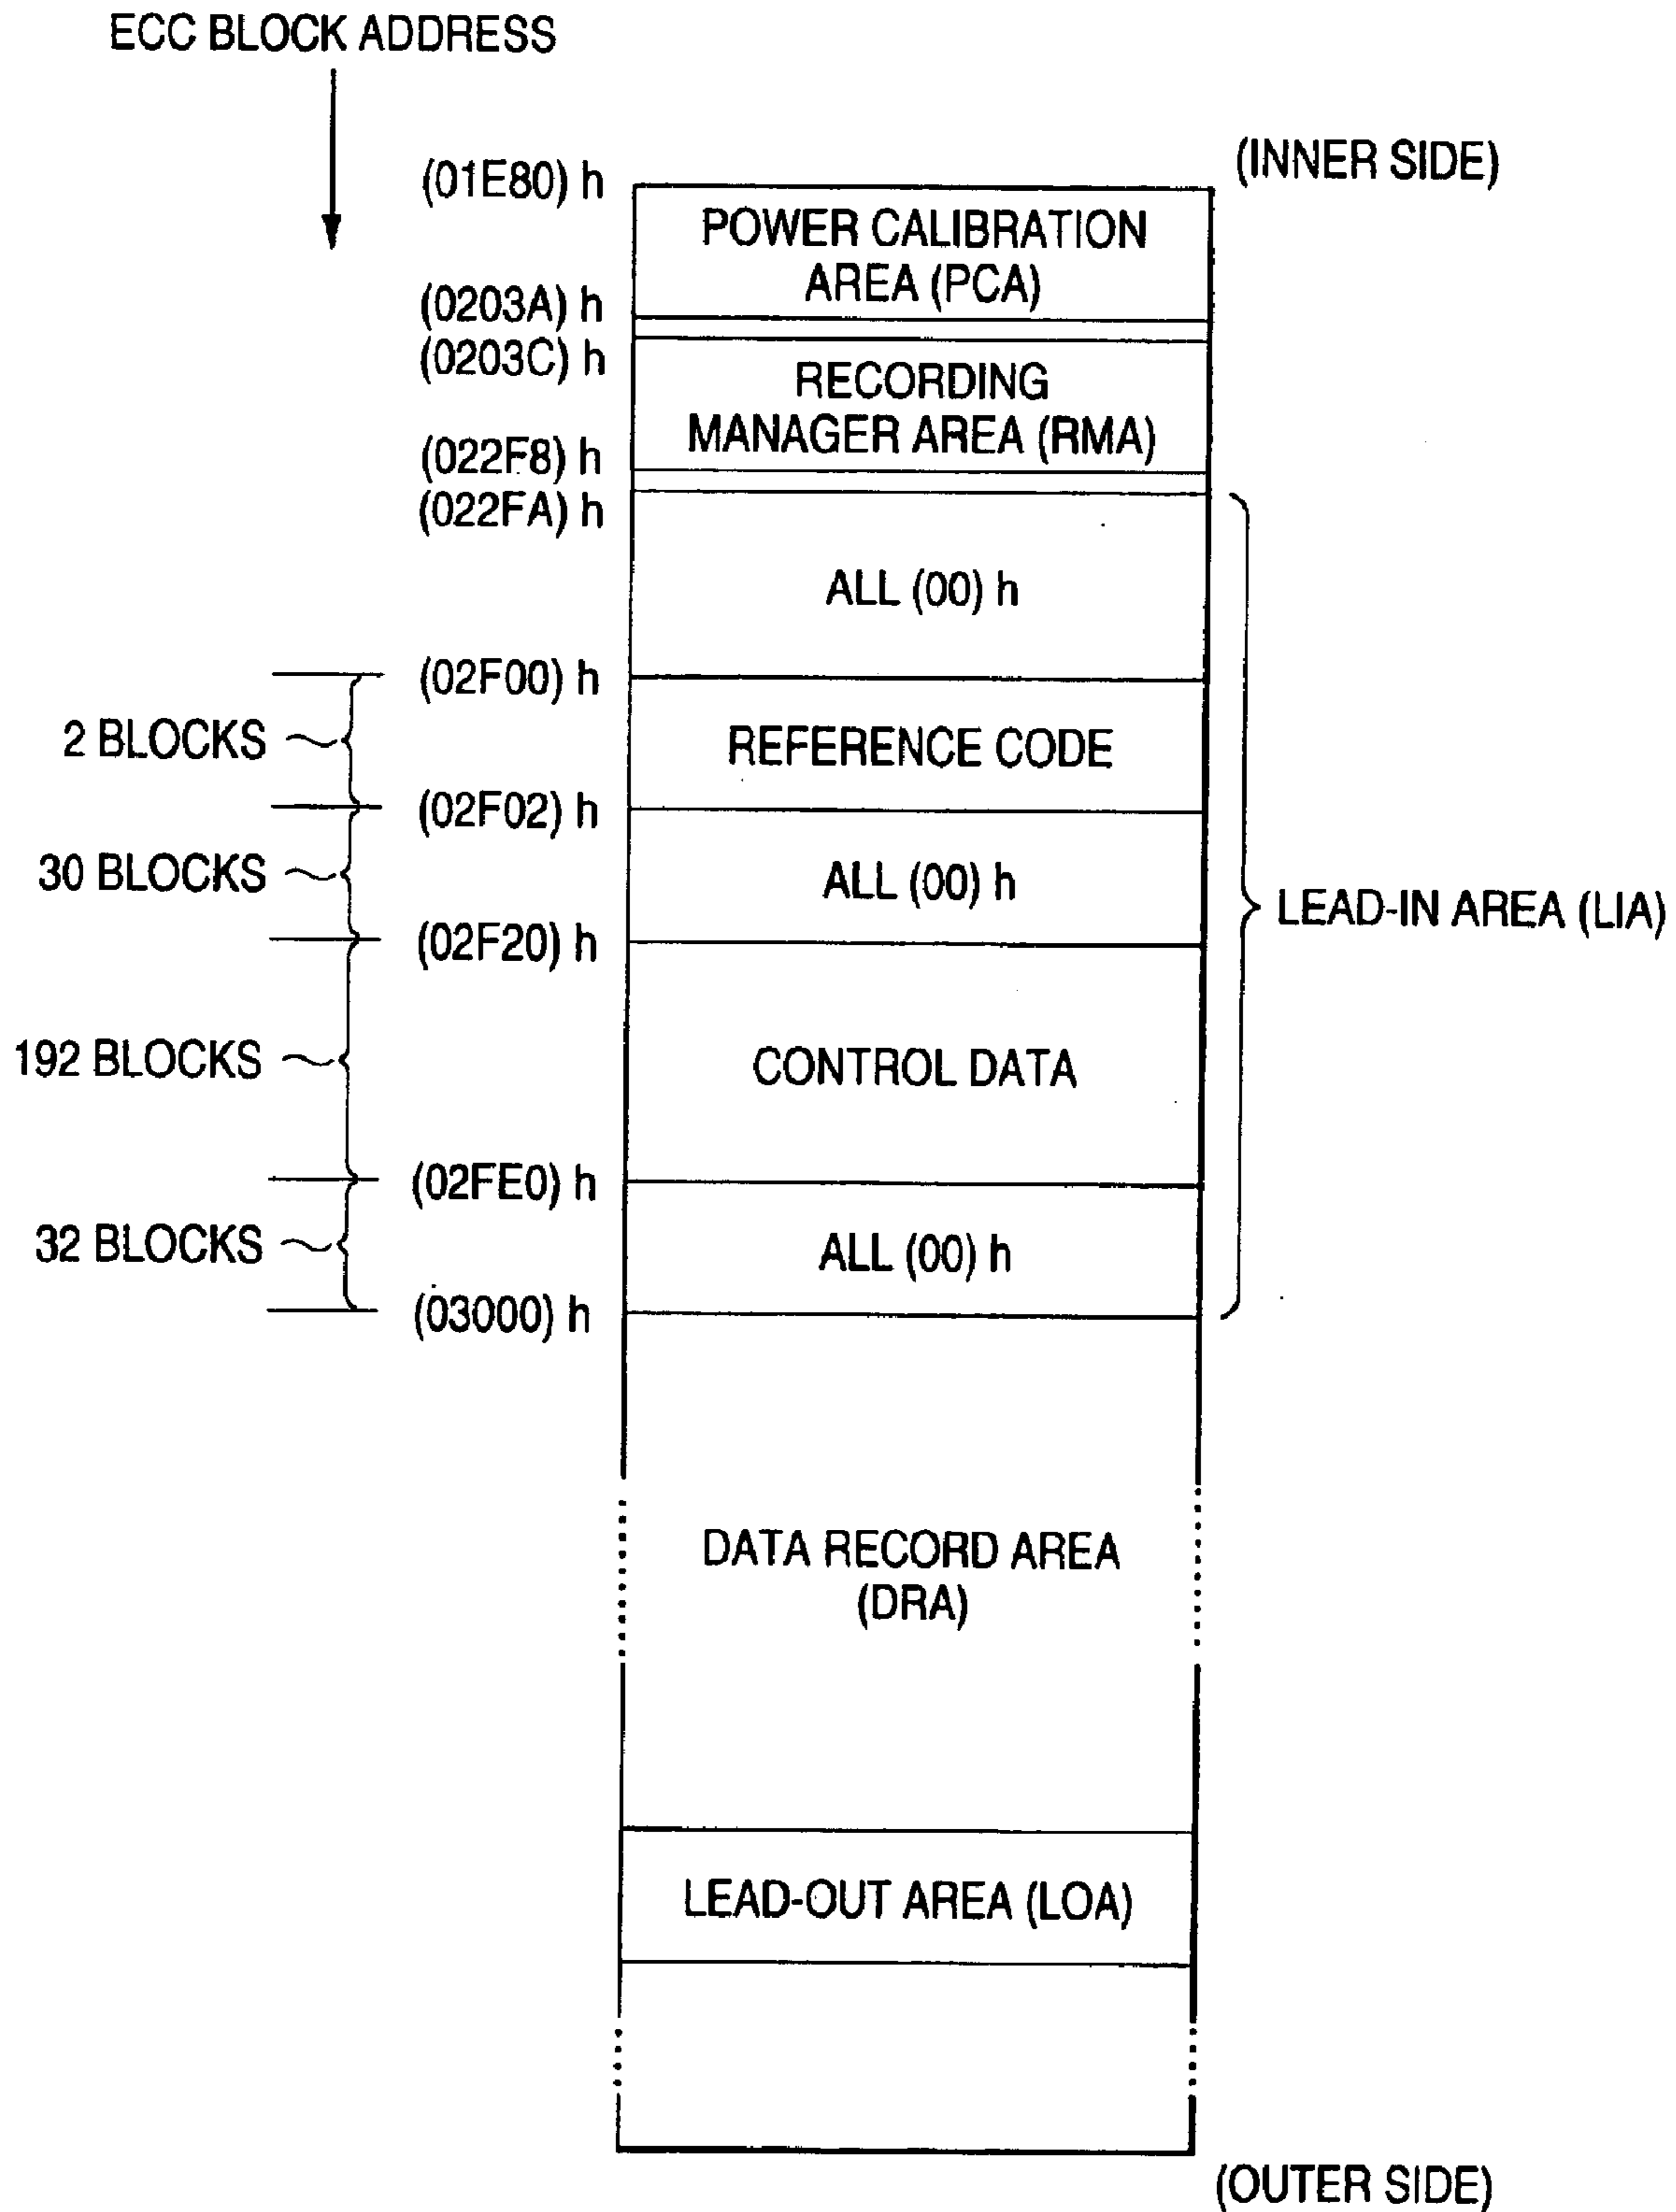 ECC BLOCK ADDRESS
(INNER SIDE)
(01E80) h
POWER CALIBRATION
AREA (PCA)
(0203A) h
(0203C) h
RECORDING
MANAGER AREA (RMA)
(022F8) h
(022FA) h
ALL (00) h
(02F00) h
2 BLOCKS
REFERENCE CODE
(02F02) h
30 BLOCKS
ALL (00) h
LEAD-IN AREA (LIA)
(02F20) h
192 BLOCKS
CONTROL DATA
(02FE0) h
32 BLOCKS
ALL (00) h
(03000) h
DATA RECORD AREA
(DRA)
LEAD-OUT AREA (LOA)
(OUTER SIDE)